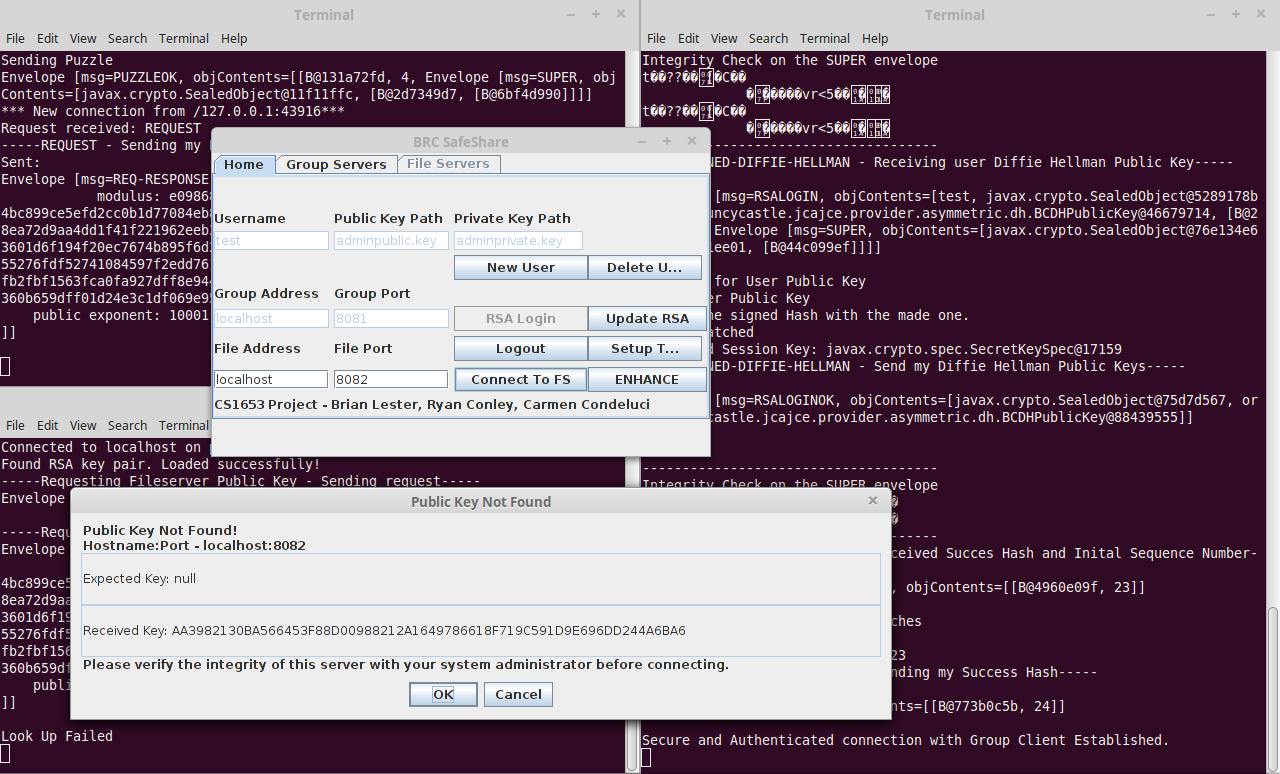 Terminal
File Edit View Search Terminal Help
Sending Puzzle
Envelope [msg=PUZZLEOK, objContents=[[B@131a72fd, 4, Envelope [msg=SUPER, obj
Contents=[javax.crypto.SealedObject@11f11ffc, [B@2d7349d7, [B@6bf4d990]]]]
*** New connection from /127.0.0.1:43916***
Request received: REQUEST
-----REQUEST - Sending my
Sent:
Envelope [msg=REQ-RESPONSE
modulus: e0986
4bc899ce5efd2cc0b1d77084eb
8ea72d9aa4dd1f41f221962eeb
3601d6f194f20ec7674b895f6d
55276fdf52741084597f2edd76
fb2fbf1563fca0fa927dff8e94
360b659dff01d24e3c1df069e9
public exponent: 10001
]]
BRC SafeShare
Home Group Servers File Servers
Username Public Key Path Private Key Path
test adminpublic.key adminprivate.key
New User Delete U...
Group Address Group Port
localhost 8081 RSA Login Update RSA
File Address File Port Logout Setup T...
localhost 8082 Connect To FS ENHANCE
CS1653 Project - Brian Lester, Ryan Conley, Carmen Condeluci
File Edit View Search Terminal
Connected to localhost on
Found RSA key pair. Loaded successfully!
-----Requesting Fileserver Public Key - Sending request-----
Envelope
-----Requ
Envelope
4bc899ce5
8ea72d9aa
3601d6f19
55276fdf5
fb2fbf156
360b659df
publi
]]
Look Up Failed
Public Key Not Found
Public Key Not Found!
Hostname:Port - localhost:8082
Expected Key: null
Received Key: AA3982130BA566453F88D00988212A1649786618F719C591D9E696DD244A6BA6
Please verify the integrity of this server with your system administrator before connecting.
OK Cancel
Terminal
File Edit View Search Terminal Help
Integrity Check on the SUPER envelope
-------------------------------------
NED-DIFFIE-HELLMAN - Receiving user Diffie Hellman Public Key-----
[msg=RSALOGIN, objContents=[test, javax.crypto.SealedObject@5289178b
uncycastle.jcajce.provider.asymmetric.dh.BCDHPublicKey@46679714, [B@2
Envelope [msg=SUPER, objContents=[javax.crypto.SealedObject@76e134e6
ee01, [B@44c099ef]]]]
for User Public Key
er Public Key
he signed Hash with the made one.
atched
d Session Key: javax.crypto.spec.SecretKeySpec@17159
NED-DIFFIE-HELLMAN - Send my Diffie Hellman Public Keys-----
[msg=RSALOGINOK, objContents=[javax.crypto.SealedObject@75d7d567, or
castle.jcajce.provider.asymmetric.dh.BCDHPublicKey@88439555]]
-------------------------------------
Integrity Check on the SUPER envelope
ceived Succes Hash and Inital Sequence Number-
, objContents=[[B@4960e09f, 23]]
ches
23
nding my Success Hash-----
nts=[[B@773b0c5b, 24]]
Secure and Authenticated connection with Group Client Established.